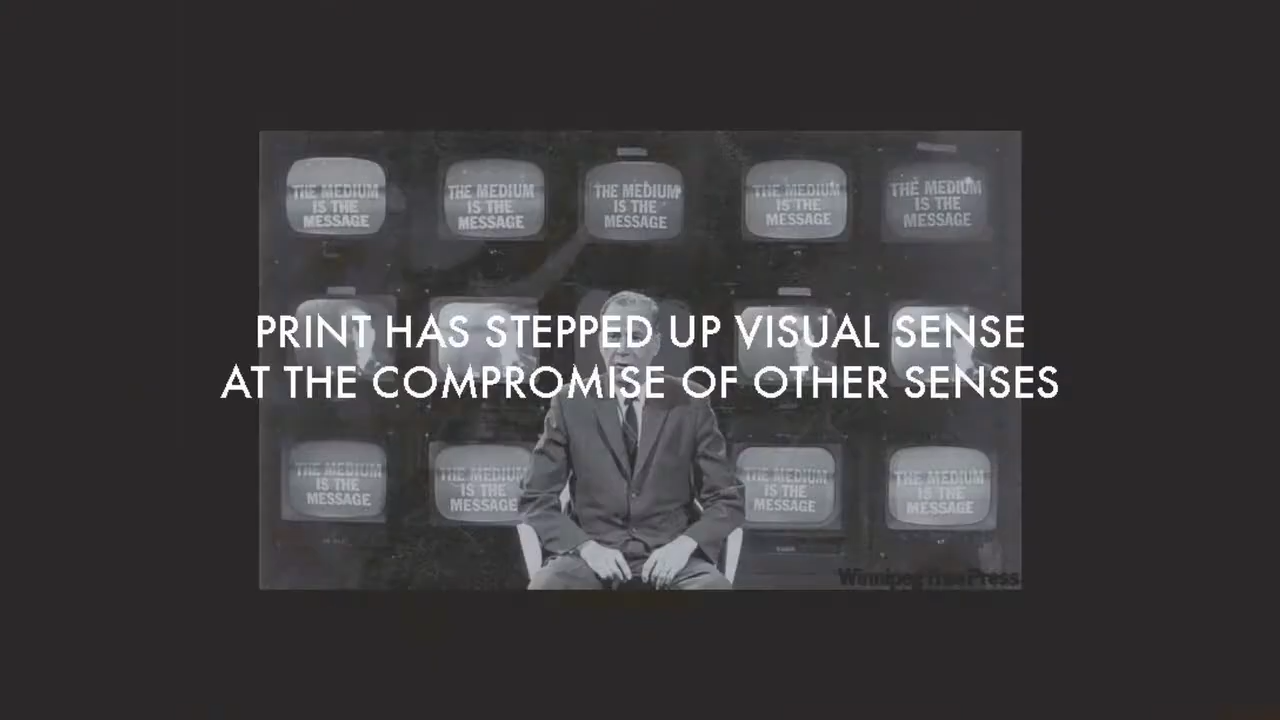 THE MEDIUM
IS THE
MESSAGE
THE MEDIUM
IS THE
MESSAGE
THE MEDIUM
IS THE
MESSAGE
THE MEDIUM
IS THE
MESSAGE
THE MEDIUM
IS THE
MESSAGE
PRINT HAS STEPPED UP VISUAL SENSE
AT THE COMPROMISE OF OTHER SENSES
THE MEDIUM
IS THE
MESSAGE
THE MEDIUM
IS THE
MESSAGE
THE MEDIUM
IS THE
MESSAGE
THE MEDIUM
IS THE
MESSAGE
Winnipeg Free Press